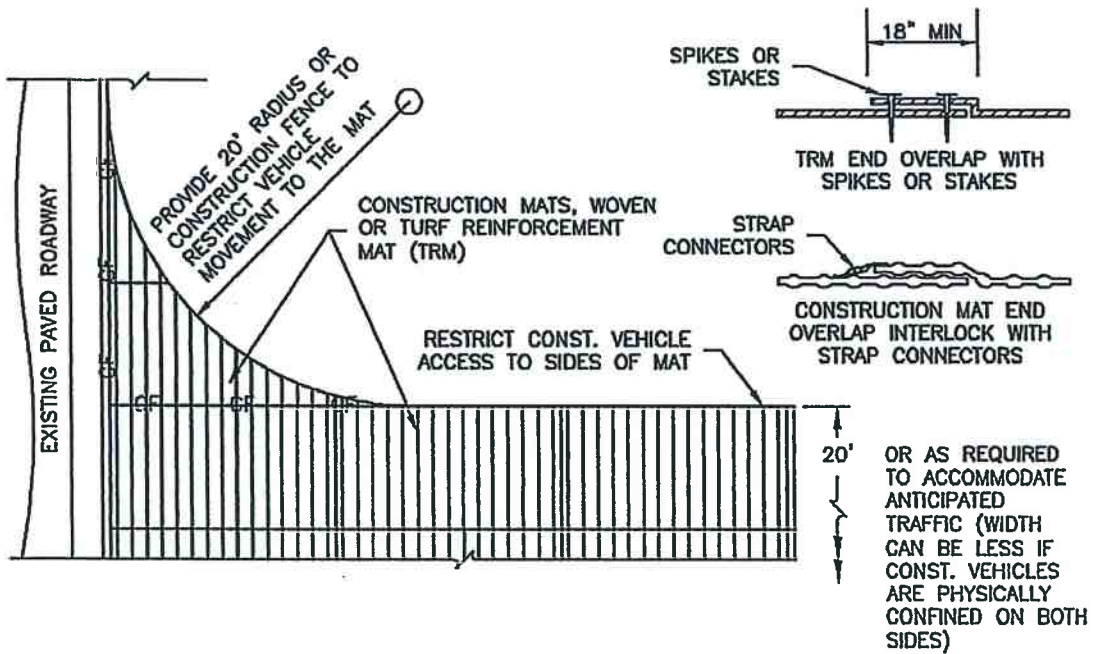 PROVIDE 20' RADIUS OR
CONSTRUCTION FENCE TO
RESTRICT VEHICLE
MOVEMENT TO THE MAT
EXISTING PAVED ROADWAY
CF
CF
CF
CF
CF
CF
CONSTRUCTION MATS, WOVEN
OR TURF REINFORCEMENT
MAT (TRM)
RESTRICT CONST. VEHICLE
ACCESS TO SIDES OF MAT
18" MIN
SPIKES OR
STAKES
TRM END OVERLAP WITH
SPIKES OR STAKES
STRAP
CONNECTORS
CONSTRUCTION MAT END
OVERLAP INTERLOCK WITH
STRAP CONNECTORS
20'
OR AS REQUIRED
TO ACCOMMODATE
ANTICIPATED
TRAFFIC (WIDTH
CAN BE LESS IF
CONST. VEHICLES
ARE PHYSICALLY
CONFINED ON BOTH
SIDES)